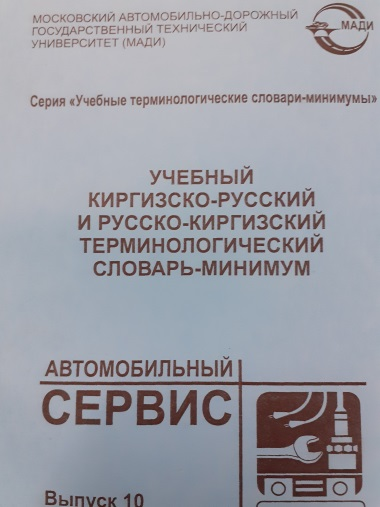 МОСКОВСКИЙ АВТОМОБИЛЬНО-ДОРОЖНЫЙ
ГОСУДАРСТВЕННЫЙ ТЕХНИЧЕСКИЙ
УНИВЕРСИТЕТ (МАДИ)
МАДИ
Серия «Учебные терминологические словари-минимумы»
УЧЕБНЫЙ
КИРГИЗСКО-РУССКИЙ
И РУССКО-КИРГИЗСКИЙ
ТЕРМИНОЛОГИЧЕСКИЙ
СЛОВАРЬ-МИНИМУМ
АВТОМОБИЛЬНЫЙ
СЕРВИС
Выпуск 10